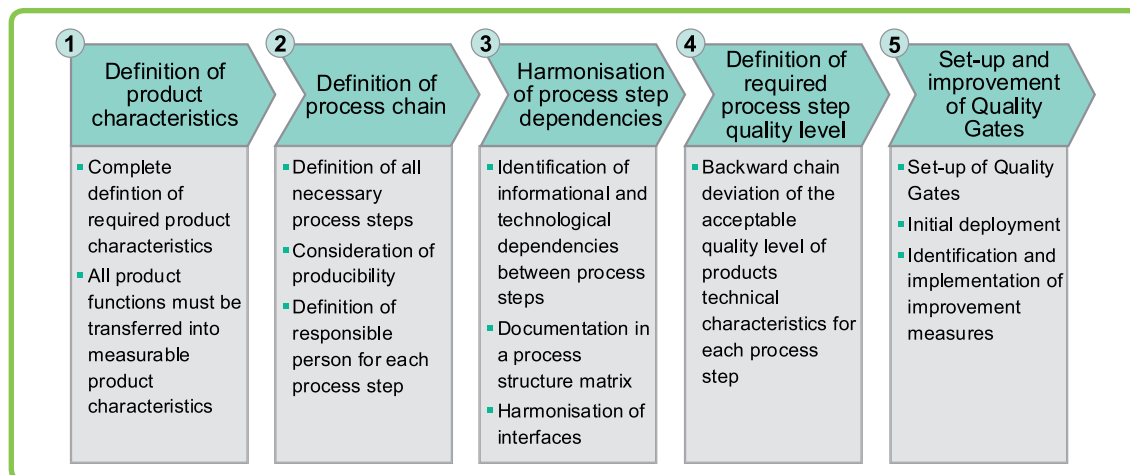 1
Definition of
product
characteristics
▪ Complete
defintion of
required product
characteristics
▪ All product
functions must be
transferred into
measurable
product
characteristics
2
Definition of
process chain
▪ Definition of all
necessary
process steps
▪ Consideration of
producibility
▪ Definition of
responsible
person for each
process step
3
Harmonisation
of process step
dependencies
▪ Identification of
informational and
technological
dependencies
between process
steps
▪ Documentation in
a process
structure matrix
▪ Harmonisation of
interfaces
4
Definition of
required
process step
quality level
▪ Backward chain
deviation of the
acceptable
quality level of
products
technical
characteristics for
each process
step
5
Set-up and
improvement
of Quality
Gates
▪ Set-up of Quality
Gates
▪ Initial deployment
▪ Identification and
implementation of
improvement
measures